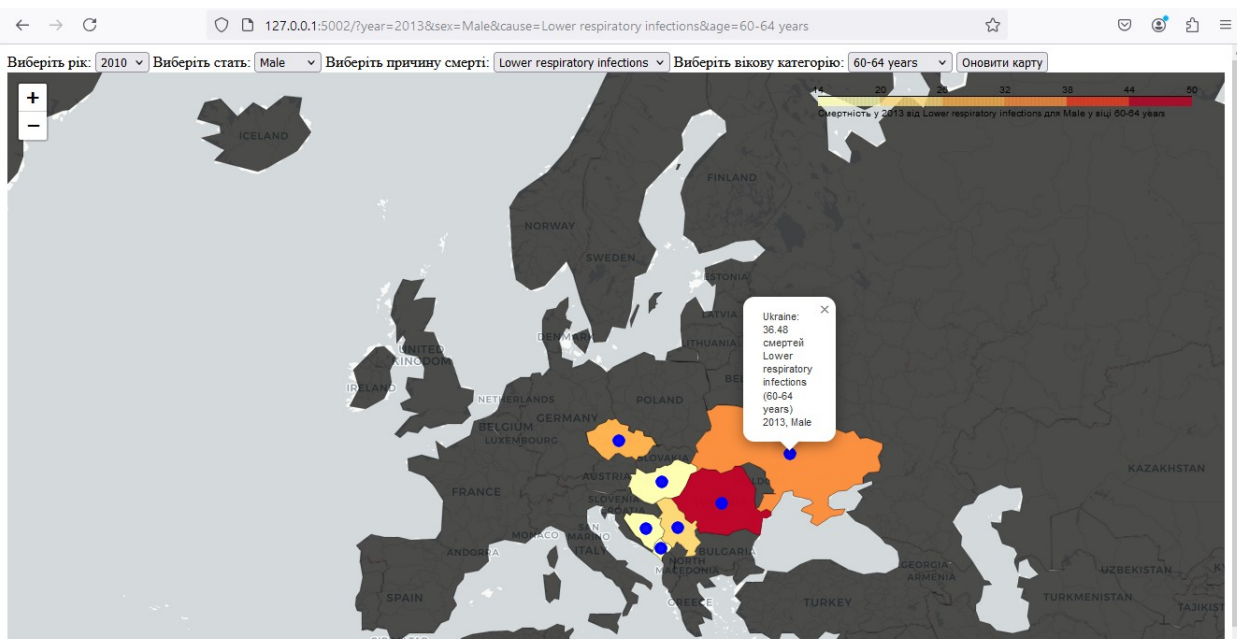 127.0.0.1:5002/?year=2013&sex=Male&cause=Lower respiratory infections&age=60-64 years
Виберіть рік: 2010 Виберіть стать: Male Виберіть причину смерті: Lower respiratory infections Виберіть вікову категорію: 60-64 years Оновити карту
+
−
14 20 26 32 38 44 50
Смертність у 2013 від Lower respiratory infections для Male у віці 60-64 years
ICELAND
FINLAND
NORWAY
SWEDEN
ESTONIA
LATVIA
LITHUANIA
DENMARK
UNITED
KINGDOM
IRELAND
Ukraine:
36.48
смертей
Lower
respiratory
infections
(60-64
years)
2013, Male
×
NETHERLANDS
POLAND
GERMANY
BELGIUM
LUXEMBOURG
SLOVAKIA
AUSTRIA
KAZAKHSTAN
FRANCE
SLOVENIA
CROATIA
MONACO
SAN
MARINO
ITALY
ANDORRA
BULGARIA
NORTH
MACEDONIA
GEORGIA
ARMENIA
UZBEKISTAN
SPAIN
GREECE
TURKEY
TURKMENISTAN